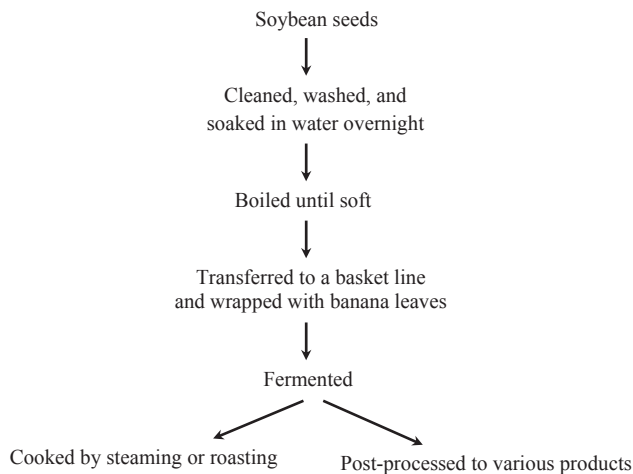 Soybean seeds
Cleaned, washed, and
soaked in water overnight
Boiled until soft
Transferred to a basket line
and wrapped with banana leaves
Fermented
Cooked by steaming or roasting
Post-processed to various products